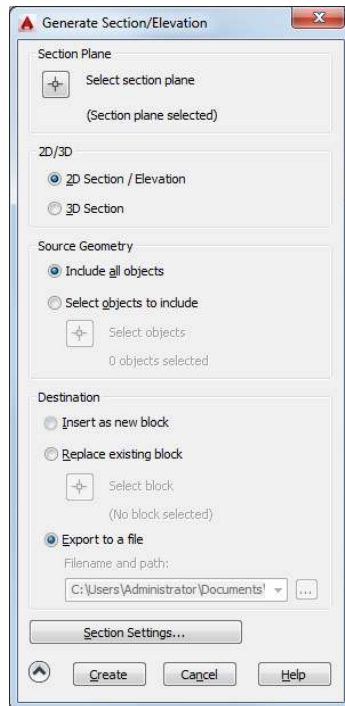 Generate Section/Elevation
Section Plane
Select section plane
(Section plane selected)
2D/3D
2D Section / Elevation
3D Section
Source Geometry
Include all objects
Select objects to include
Select objects
0 objects selected
Destination
Insert as new block
Replace existing block
Select block
(No block selected)
Export to a file
Filename and path:
C:\Users\Administrator\Documents\
...
Section Settings...
Create Cancel Help